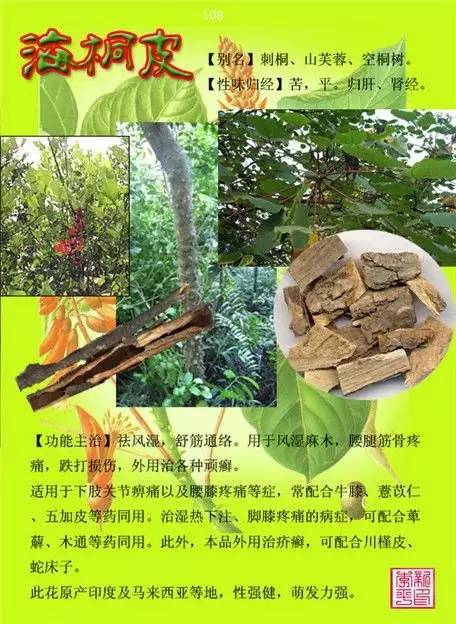 108
海桐皮
【别名】刺桐、山芙蓉、空桐树。
【性味归经】苦，平。归肝、肾经。
【功能主治】祛风湿，舒筋通络。用于风湿麻木，腰腿筋骨疼
痛，跌打损伤，外用治各种顽癣。
适用于下肢关节痹痛以及腰膝疼痛等症，常配合牛膝、薏苡仁
、五加皮等药同用。治湿热下注、脚膝疼痛的病症，可配合萆
薢、木通等药同用。此外，本品外用治疥癣，可配合川槿皮、
蛇床子。
此花原产印度及马来西亚等地，性强健，萌发力强。